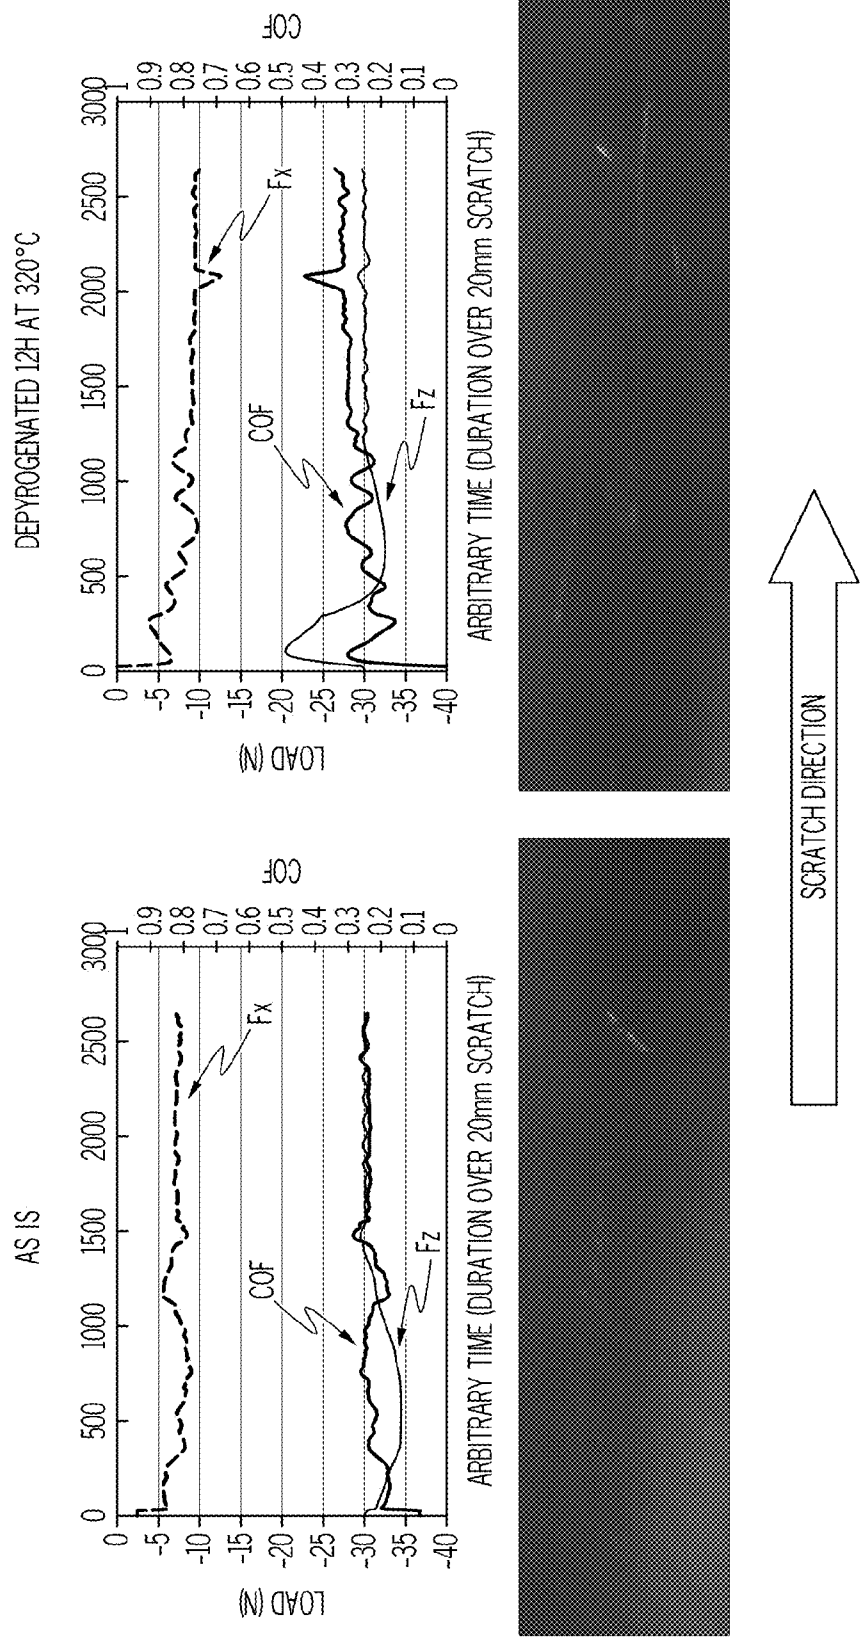 AS IS
0 500 1000 1500 2000 2500 3000
0
-5
-10
-15
-20
-25
-30
-35
-40
LOAD (N)
1
0.9
0.8
0.7
0.6
0.5
0.4
0.3
0.2
0.1
0
COF
Fx
COF
Fz
ARBITRARY TIME (DURATION OVER 20mm SCRATCH)
DEPYROGENATED 12H AT 320°C
0 500 1000 1500 2000 2500 3000
0
-5
-10
-15
-20
-25
-30
-35
-40
LOAD (N)
1
0.9
0.8
0.7
0.6
0.5
0.4
0.3
0.2
0.1
0
COF
Fx
COF
Fz
ARBITRARY TIME (DURATION OVER 20mm SCRATCH)
SCRATCH DIRECTION